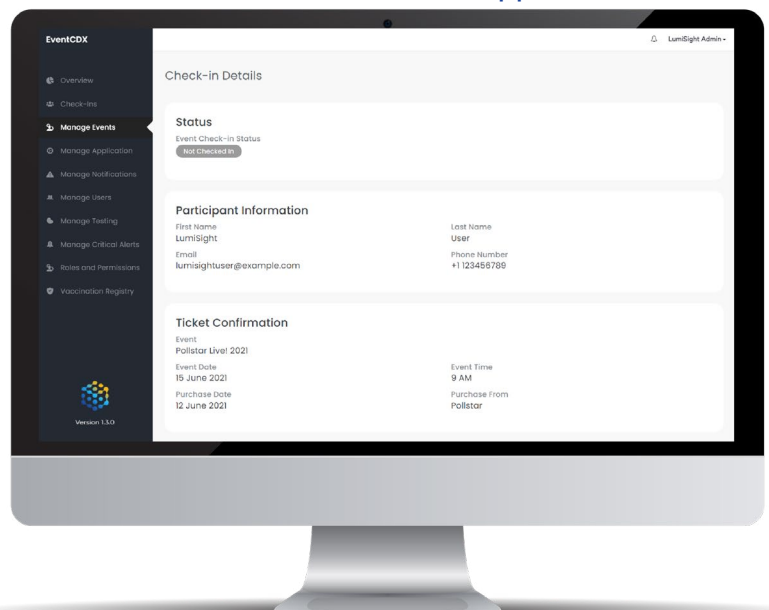 EventCDX
LumiSight Admin
Overview
Check-Ins
Manage Events
Manage Application
Manage Notifications
Manage Users
Manage Testing
Manage Critical Alerts
Roles and Permissions
Vaccination Registry
Version 1.3.0
Check-in Details
Status
Event Check-in Status
Not Checked In
Participant Information
First Name
Last Name
LumiSight
User
Email
Phone Number
lumisightuser@example.com
+1 123456789
Ticket Confirmation
Event
Pollstar Live! 2021
Event Date
Event Time
15 June 2021
9 AM
Purchase Date
Purchase From
12 June 2021
Pollstar